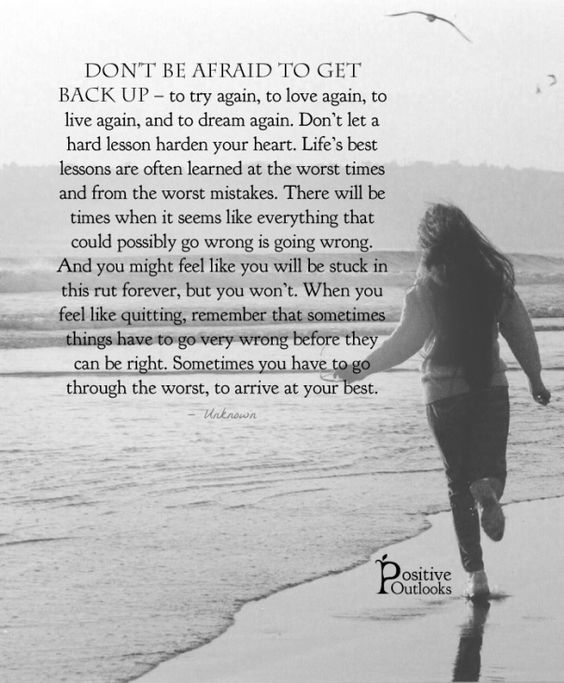 DON'T BE AFRAID TO GET
BACK UP – to try again, to love again, to
live again, and to dream again. Don't let a
hard lesson harden your heart. Life's best
lessons are often learned at the worst times
and from the worst mistakes. There will be
times when it seems like everything that
could possibly go wrong is going wrong.
And you might feel like you will be stuck in
this rut forever, but you won't. When you
feel like quitting, remember that sometimes
things have to go very wrong before they
can be right. Sometimes you have to go
through the worst, to arrive at your best.
– Unknown
Positive
Outlooks